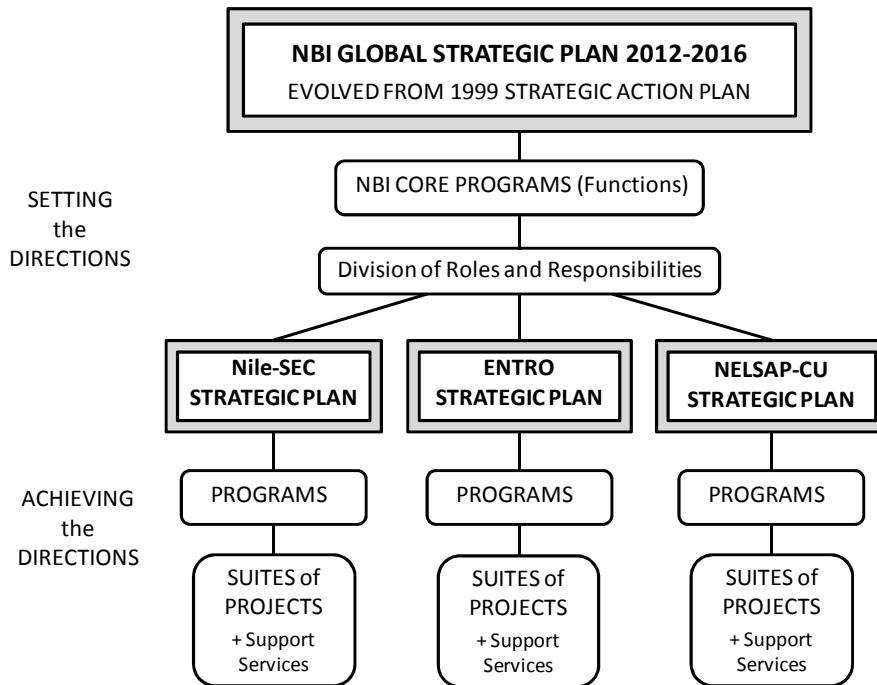 NBI GLOBAL STRATEGIC PLAN 2012-2016
EVOLVED FROM 1999 STRATEGIC ACTION PLAN
NBI CORE PROGRAMS (Functions)
SETTING
the
DIRECTIONS
Division of Roles and Responsibilities
Nile-SEC
STRATEGIC PLAN
ENTRO
STRATEGIC PLAN
NELSAP-CU
STRATEGIC PLAN
ACHIEVING
the
DIRECTIONS
PROGRAMS
PROGRAMS
PROGRAMS
SUITES of
PROJECTS
+ Support
Services
SUITES of
PROJECTS
+ Support
Services
SUITES of
PROJECTS
+ Support
Services